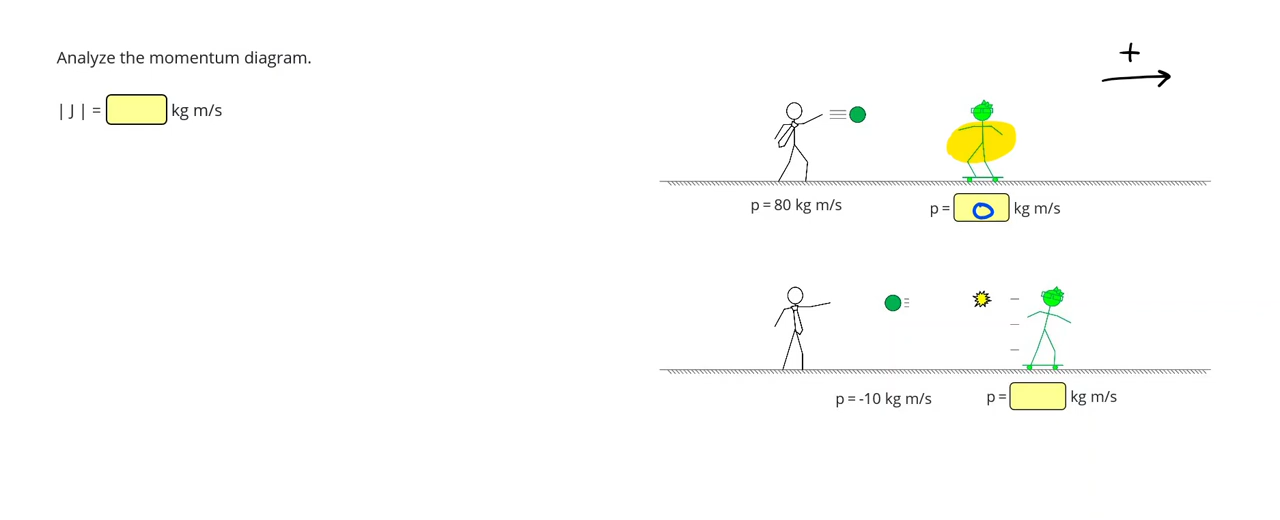 Analyze the momentum diagram.
| J | = kg m/s
+
p = 80 kg m/s
p = 0 kg m/s
p = -10 kg m/s
p = kg m/s